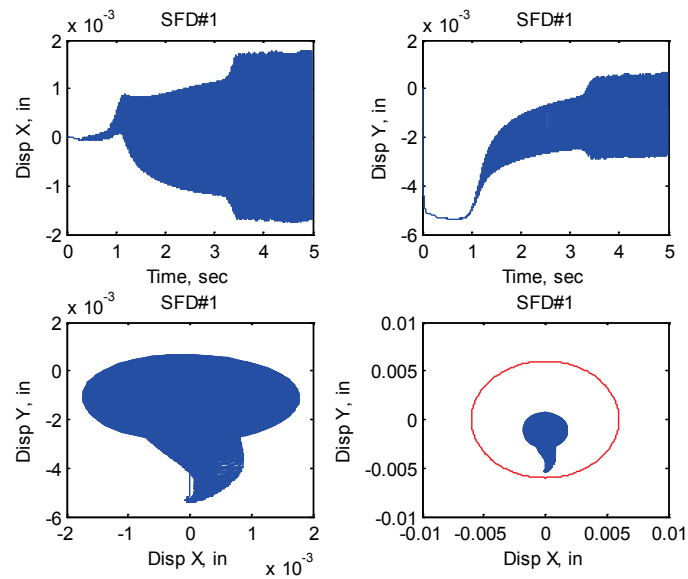 x 10⁻³
SFD#1
2
1
0
-1
-2
Disp X, in
0 1 2 3 4 5
Time, sec
x 10⁻³
SFD#1
2
0
-2
-4
-6
Disp Y, in
0 1 2 3 4 5
Time, sec
x 10⁻³
SFD#1
2
0
-2
-4
-6
Disp Y, in
-2 -1 0 1 2
Disp X, in
x 10⁻³
SFD#1
0.01
0.005
0
-0.005
-0.01
Disp Y, in
-0.01 -0.005 0 0.005 0.01
Disp X, in